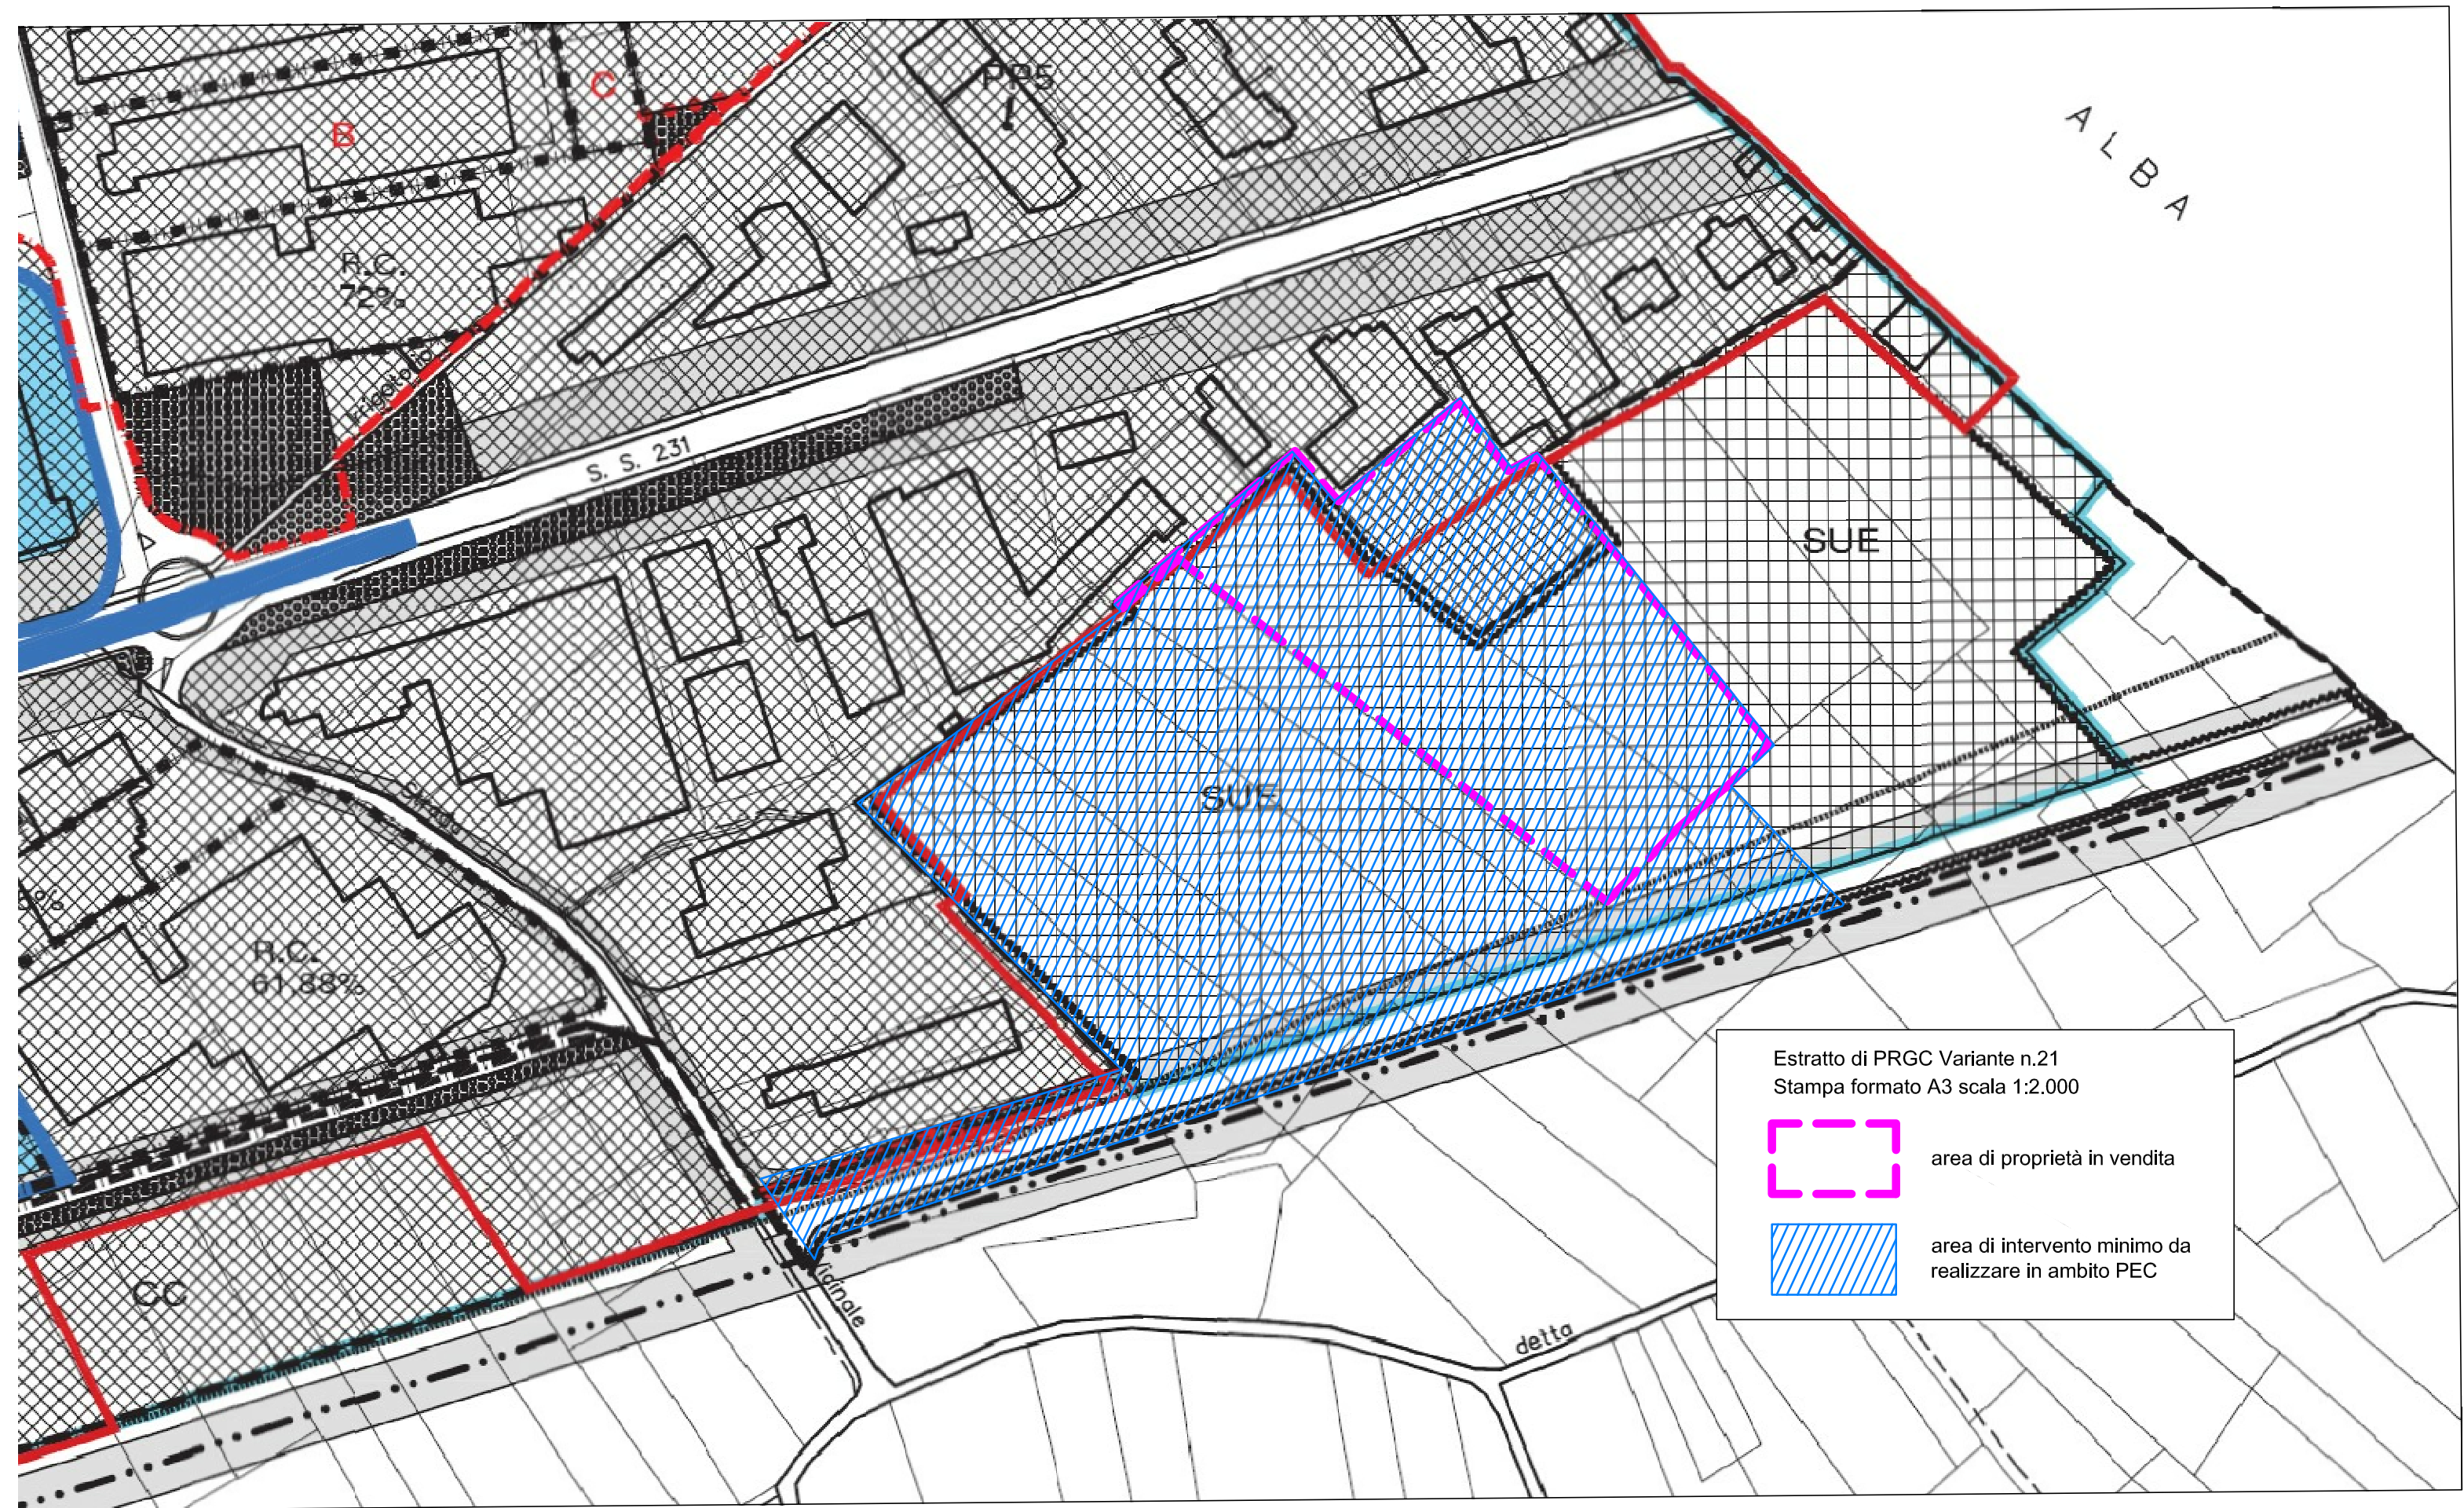 C
PP5
ALBA
B
R.C.
72%
S. S. 231
SUE
SUE
R.C.
61,88%
Estratto di PRGC Variante n.21
Stampa formato A3 scala 1:2.000
area di proprietà in vendita
area di intervento minimo da
realizzare in ambito PEC
CC
Vicinale
detta